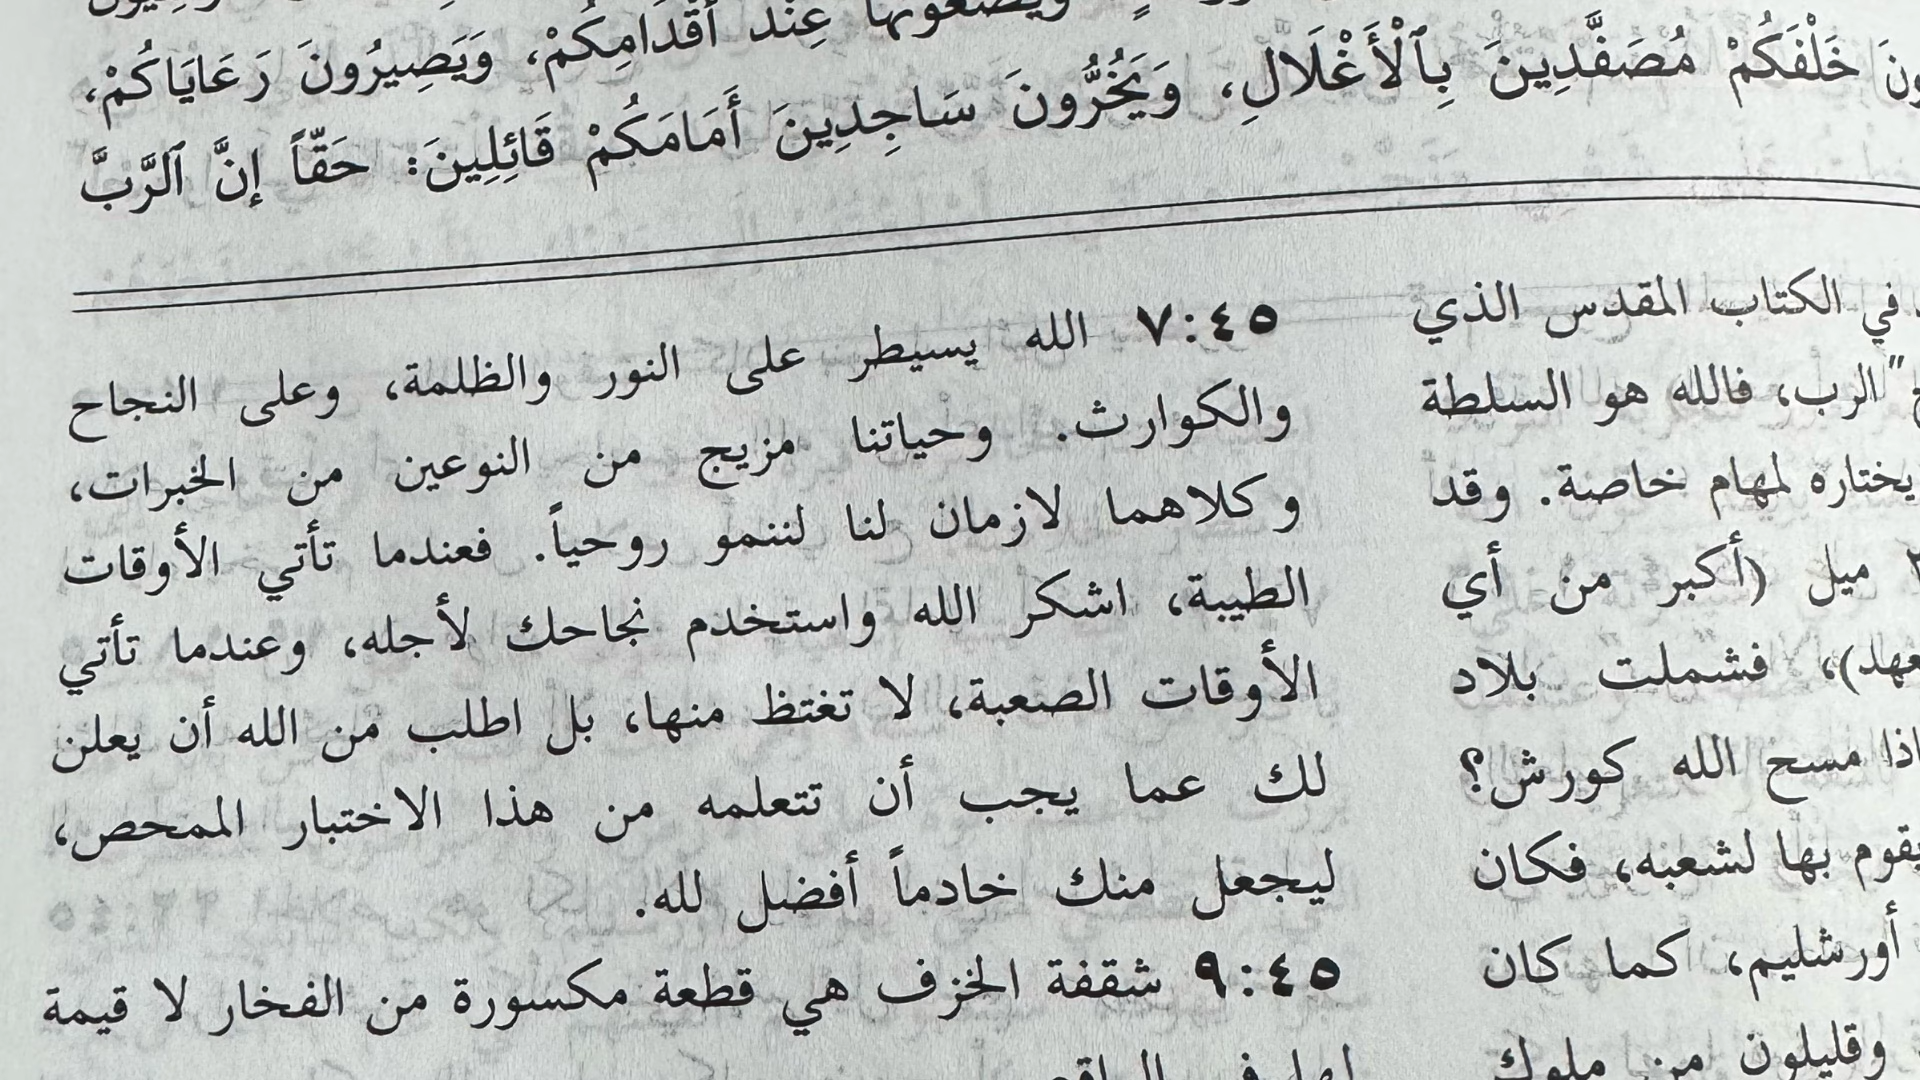 عِنْدَ أَقْدَامِكُمْ، وَيَصِيرُونَ رَعَايَاكُمْ،
خَلْفَكُمْ مُصَفَّدِينَ بِٱلْأَغْلَالِ، وَيَخُرُّونَ سَاجِدِينَ أَمَامَكُمْ قَائِلِينَ: حَقّاً إِنَّ ٱلرَّبَّ
في الكتاب المقدس الذي
الرب، فالله هو السلطة
يختاره لمهام خاصة. وقد
ميل (أكبر من أي
فشملت بلاد
مسح الله كورش؟
بها لشعبه، فكان
أورشليم، كما كان
وقليلون من ملوك
٧:٤٥ الله يسيطر على النور والظلمة، وعلى النجاح
والكوارث. وحياتنا مزيج من النوعين من الخبرات،
وكلاهما لازمان لنا لننمو روحياً. فعندما تأتي الأوقات
الطيبة، اشكر الله واستخدم نجاحك لأجله، وعندما تأتي
الأوقات الصعبة، لا تغتظ منها، بل اطلب من الله أن يعلن
لك عما يجب أن تتعلمه من هذا الاختبار الممحص،
ليجعل منك خادماً أفضل لله.
٩:٤٥ شقفة الخزف هي قطعة مكسورة من الفخار لا قيمة